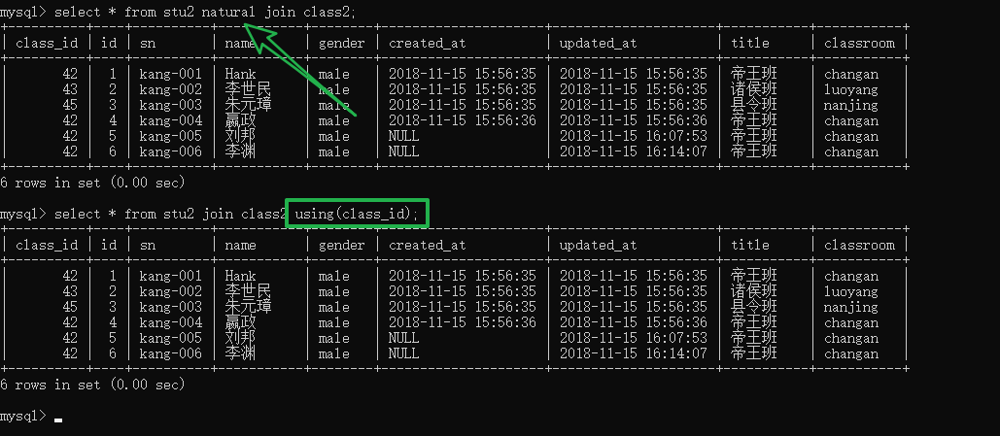 mysql> select * from stu2 natural join class2;
+----------+----+----------+--------+--------+---------------------+---------------------+--------+-----------+
| class_id | id | sn | name | gender | created_at | updated_at | title | classroom |
+----------+----+----------+--------+--------+---------------------+---------------------+--------+-----------+
| 42 | 1 | kang-001 | Hank | male | 2018-11-15 15:56:35 | 2018-11-15 15:56:35 | 帝王班 | changan |
| 43 | 2 | kang-002 | 李世民 | male | 2018-11-15 15:56:35 | 2018-11-15 15:56:35 | 诸侯班 | luoyang |
| 45 | 3 | kang-003 | 朱元璋 | male | 2018-11-15 15:56:35 | 2018-11-15 15:56:35 | 县令班 | nanjing |
| 42 | 4 | kang-004 | 嬴政 | male | 2018-11-15 15:56:36 | 2018-11-15 15:56:36 | 帝王班 | changan |
| 42 | 5 | kang-005 | 刘邦 | male | NULL | 2018-11-15 16:07:53 | 帝王班 | changan |
| 42 | 6 | kang-006 | 李渊 | male | NULL | 2018-11-15 16:14:07 | 帝王班 | changan |
+----------+----+----------+--------+--------+---------------------+---------------------+--------+-----------+
6 rows in set (0.00 sec)
mysql> select * from stu2 join class2 using(class_id);
+----------+----+----------+--------+--------+---------------------+---------------------+--------+-----------+
| class_id | id | sn | name | gender | created_at | updated_at | title | classroom |
+----------+----+----------+--------+--------+---------------------+---------------------+--------+-----------+
| 42 | 1 | kang-001 | Hank | male | 2018-11-15 15:56:35 | 2018-11-15 15:56:35 | 帝王班 | changan |
| 43 | 2 | kang-002 | 李世民 | male | 2018-11-15 15:56:35 | 2018-11-15 15:56:35 | 诸侯班 | luoyang |
| 45 | 3 | kang-003 | 朱元璋 | male | 2018-11-15 15:56:35 | 2018-11-15 15:56:35 | 县令班 | nanjing |
| 42 | 4 | kang-004 | 嬴政 | male | 2018-11-15 15:56:36 | 2018-11-15 15:56:36 | 帝王班 | changan |
| 42 | 5 | kang-005 | 刘邦 | male | NULL | 2018-11-15 16:07:53 | 帝王班 | changan |
| 42 | 6 | kang-006 | 李渊 | male | NULL | 2018-11-15 16:14:07 | 帝王班 | changan |
+----------+----+----------+--------+--------+---------------------+---------------------+--------+-----------+
6 rows in set (0.00 sec)
mysql> _